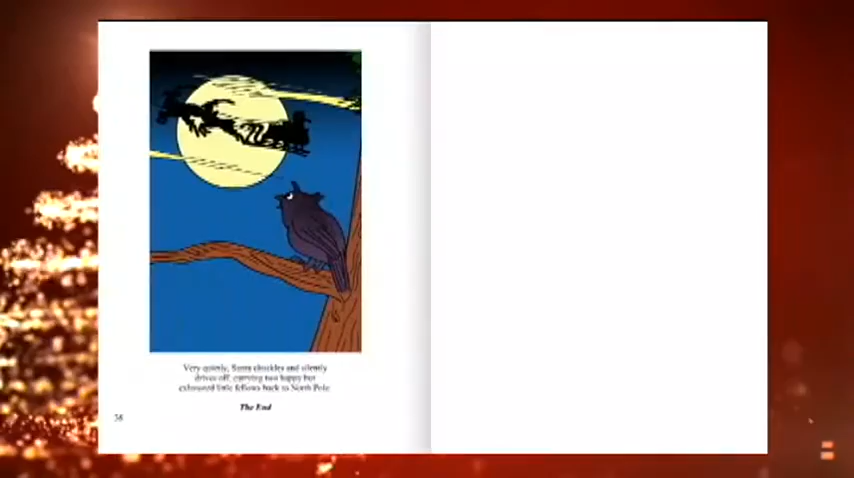 Very quietly, Santa chuckles and silently
drives off, carrying two happy but
exhausted little fellows back to North Pole
The End
38